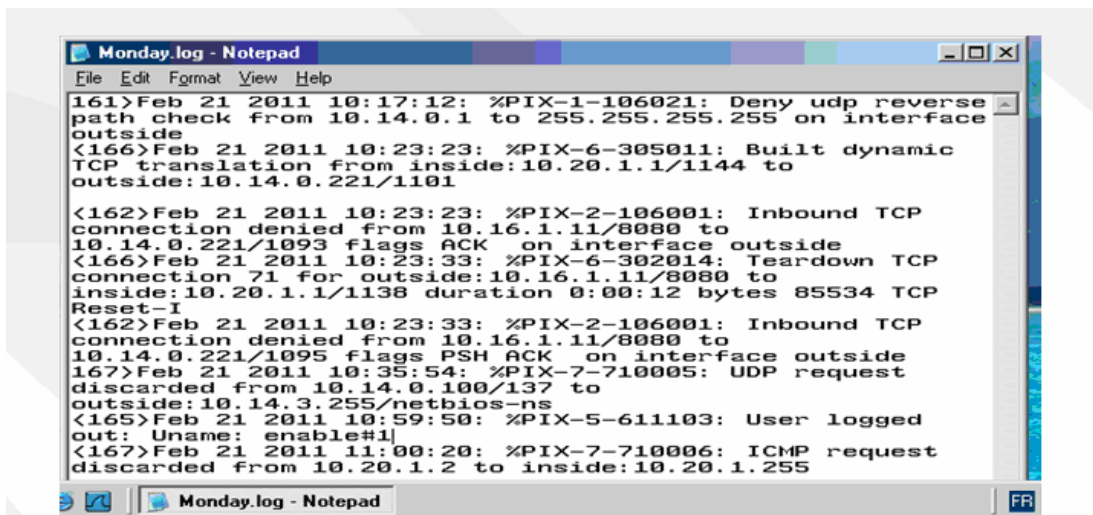 Monday.log - Notepad
File Edit Format View Help
161>Feb 21 2011 10:17:12: %PIX-1-106021: Deny udp reverse
path check from 10.14.0.1 to 255.255.255.255 on interface
outside
<166>Feb 21 2011 10:23:23: %PIX-6-305011: Built dynamic
TCP translation from inside:10.20.1.1/1144 to
outside:10.14.0.221/1101
<162>Feb 21 2011 10:23:23: %PIX-2-106001: Inbound TCP
connection denied from 10.16.1.11/8080 to
10.14.0.221/1093 flags ACK  on interface outside
<166>Feb 21 2011 10:23:33: %PIX-6-302014: Teardown TCP
connection 71 for outside:10.16.1.11/8080 to
inside:10.20.1.1/1138 duration 0:00:12 bytes 85534 TCP
Reset-I
<162>Feb 21 2011 10:23:33: %PIX-2-106001: Inbound TCP
connection denied from 10.16.1.11/8080 to
10.14.0.221/1095 flags PSH ACK  on interface outside
167>Feb 21 2011 10:35:54: %PIX-7-710005: UDP request
discarded from 10.14.0.100/137 to
outside:10.14.3.255/netbios-ns
<165>Feb 21 2011 10:59:50: %PIX-5-611103: User logged
out: Uname: enable#1
<167>Feb 21 2011 11:00:20: %PIX-7-710006: ICMP request
discarded from 10.20.1.2 to inside:10.20.1.255
Monday.log - Notepad
FR